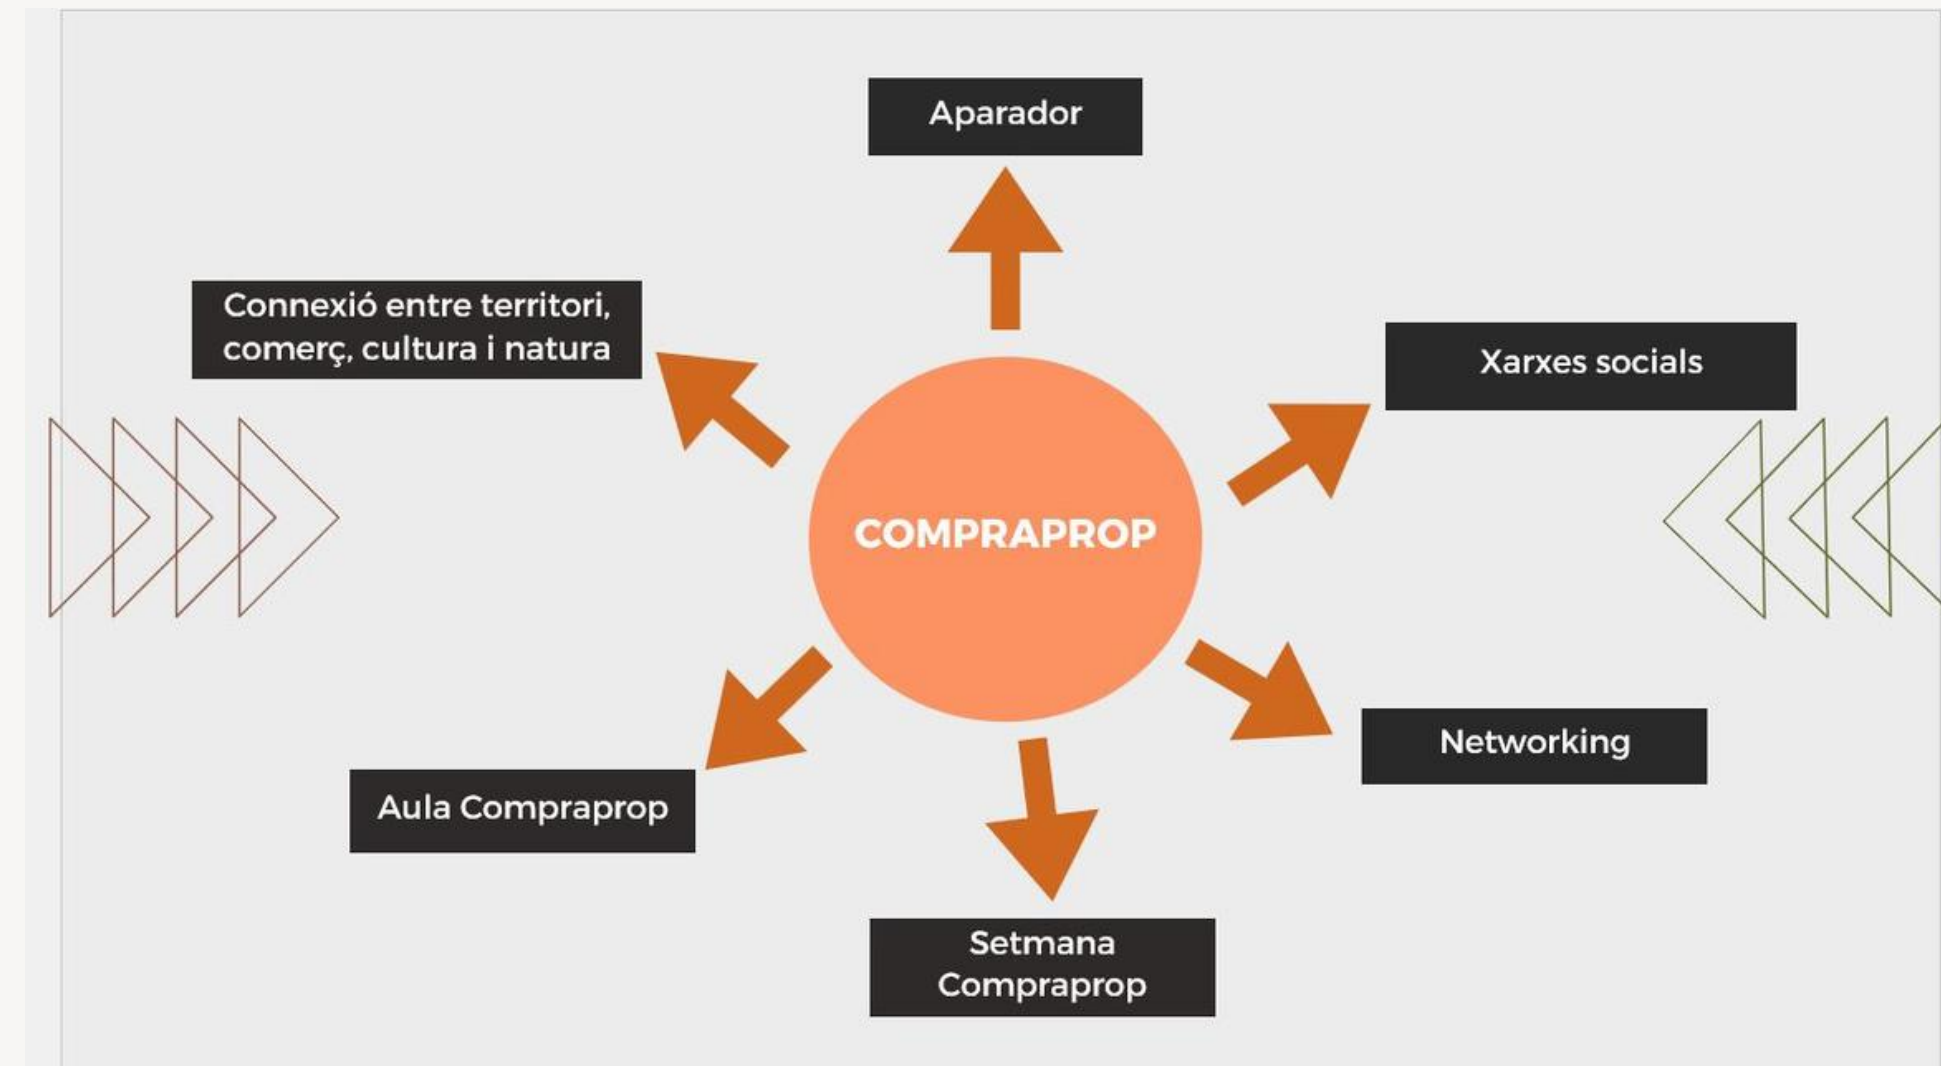 Aparador
Connexió entre territori,
comerç, cultura i natura
Xarxes socials
COMPRAPROP
Networking
Aula Compraprop
Setmana
Compraprop